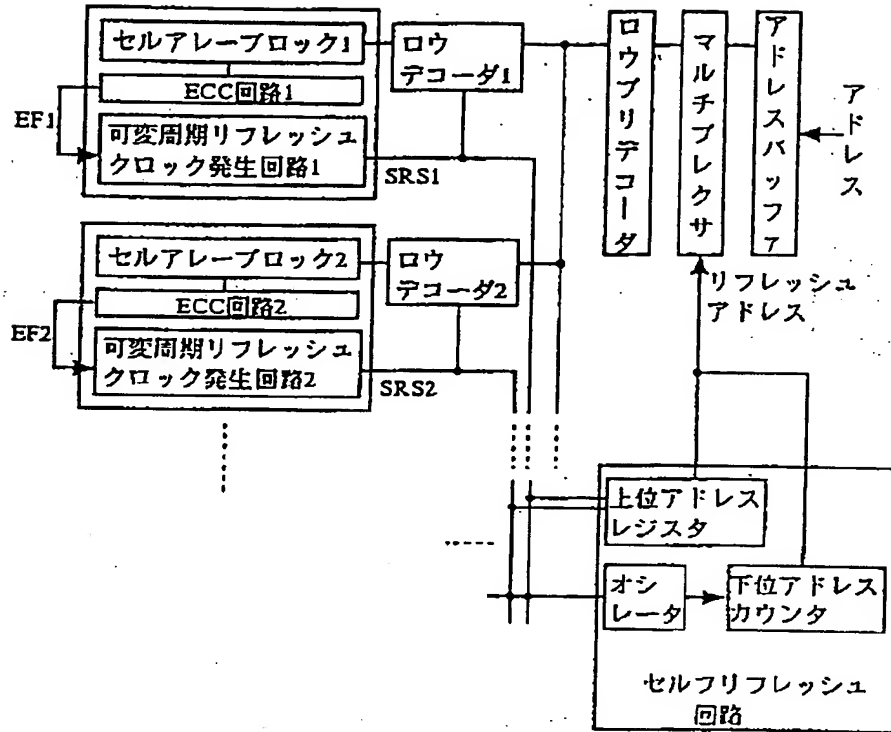 セルアレーブロック1
ECC回路1
EF1
可変周期リフレッシュ
クロック発生回路1
SRS1
ロウ
デコーダ1
ロウプリデコーダ
マルチプレクサ
アドレスバッファ
アドレス
セルアレーブロック2
ECC回路2
EF2
可変周期リフレッシュ
クロック発生回路2
SRS2
ロウ
デコーダ2
リフレッシュ
アドレス
上位アドレス
レジスタ
オシ
レータ
下位アドレス
カウンタ
セルフリフレッシュ
回路